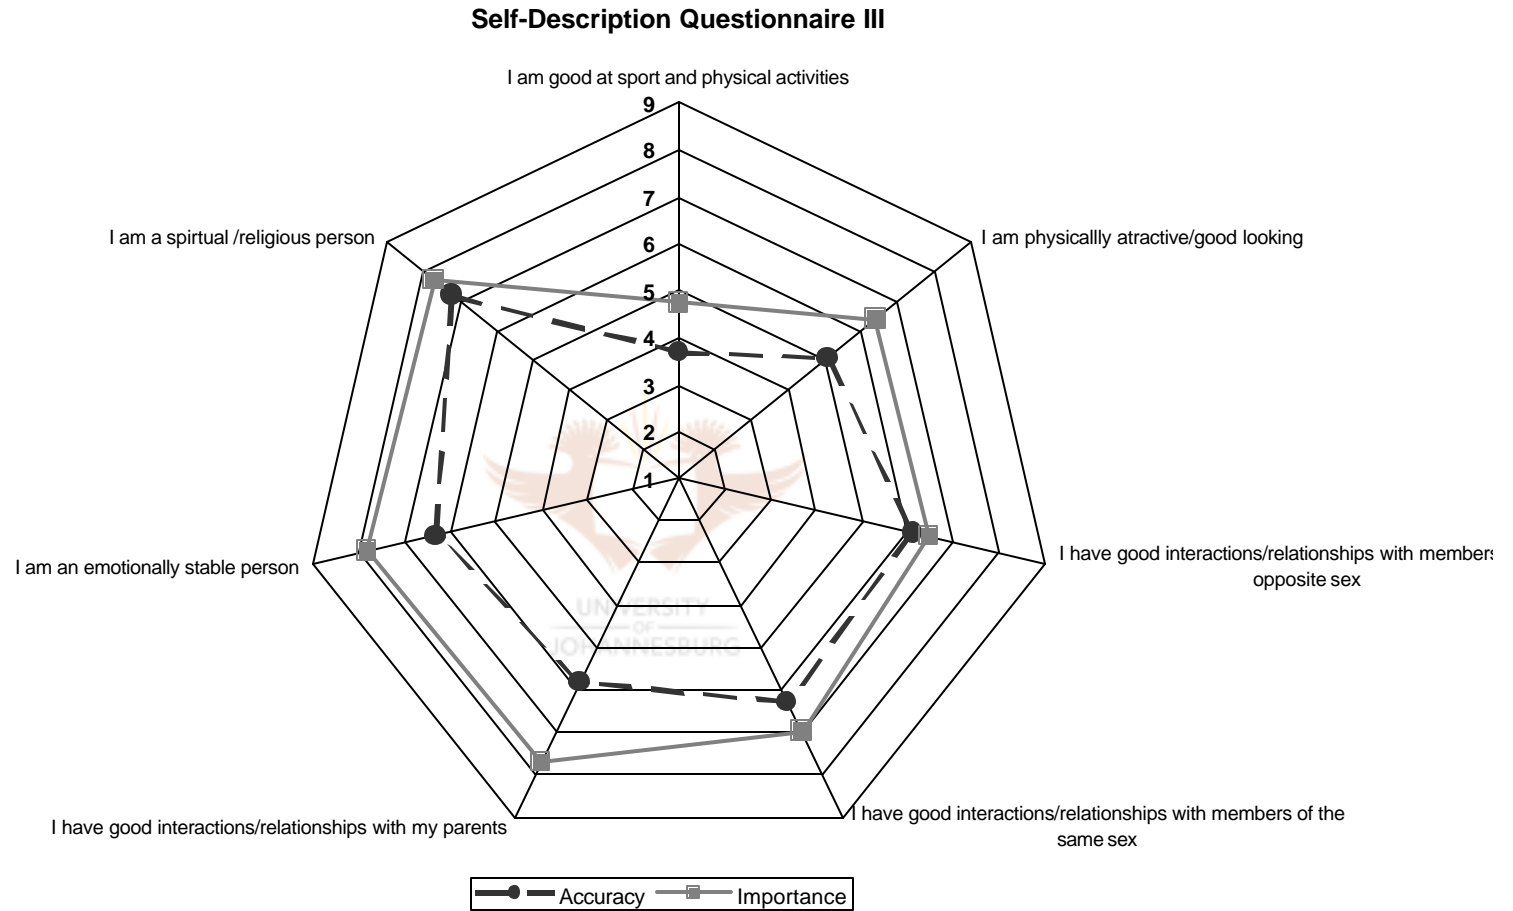 Self-Description Questionnaire III
I am good at sport and physical activities
9
8
7
6
5
4
3
2
1
I am a spirtual /religious person
I am physicallly atractive/good looking
I am an emotionally stable person
I have good interactions/relationships with members
opposite sex
UNIVERSITY
OF
JOHANNESBURG
I have good interactions/relationships with my parents
I have good interactions/relationships with members of the
same sex
Accuracy Importance